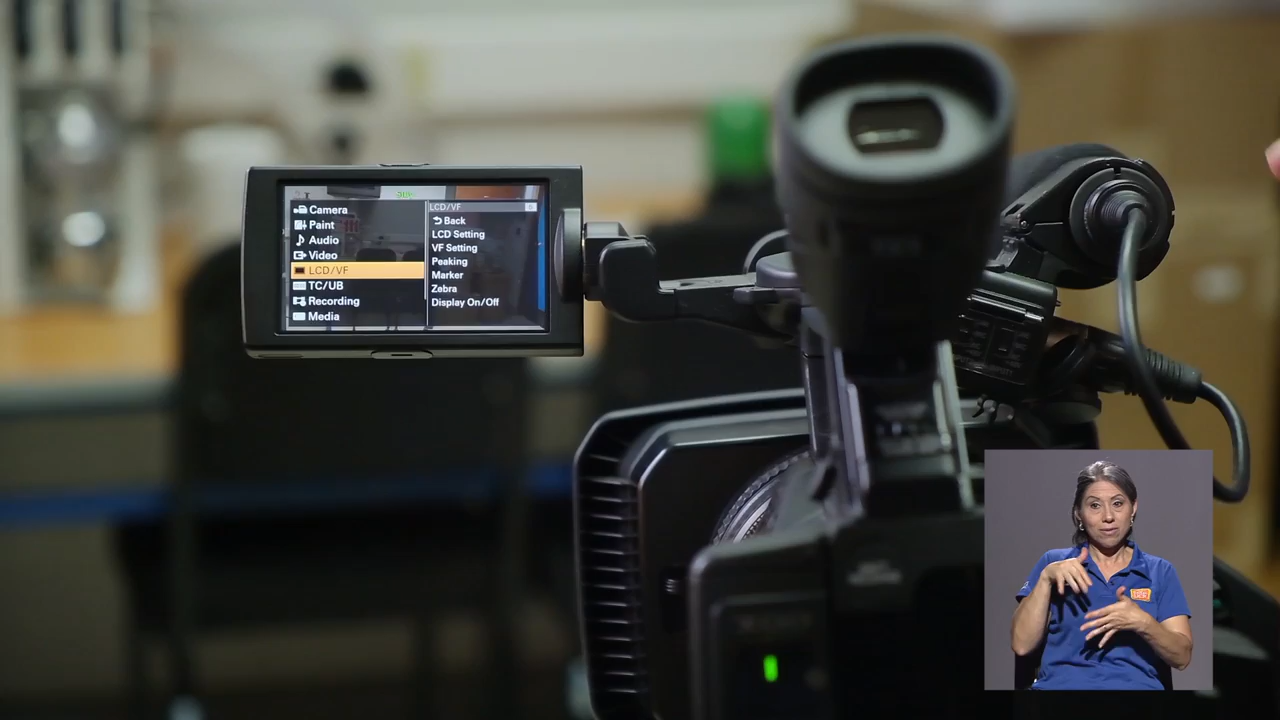 Camera
Paint
Audio
Video
LCD/VF
TC/UB
Recording
Media
LCD/VF
Back
LCD Setting
VF Setting
Peaking
Marker
Zebra
Display On/Off